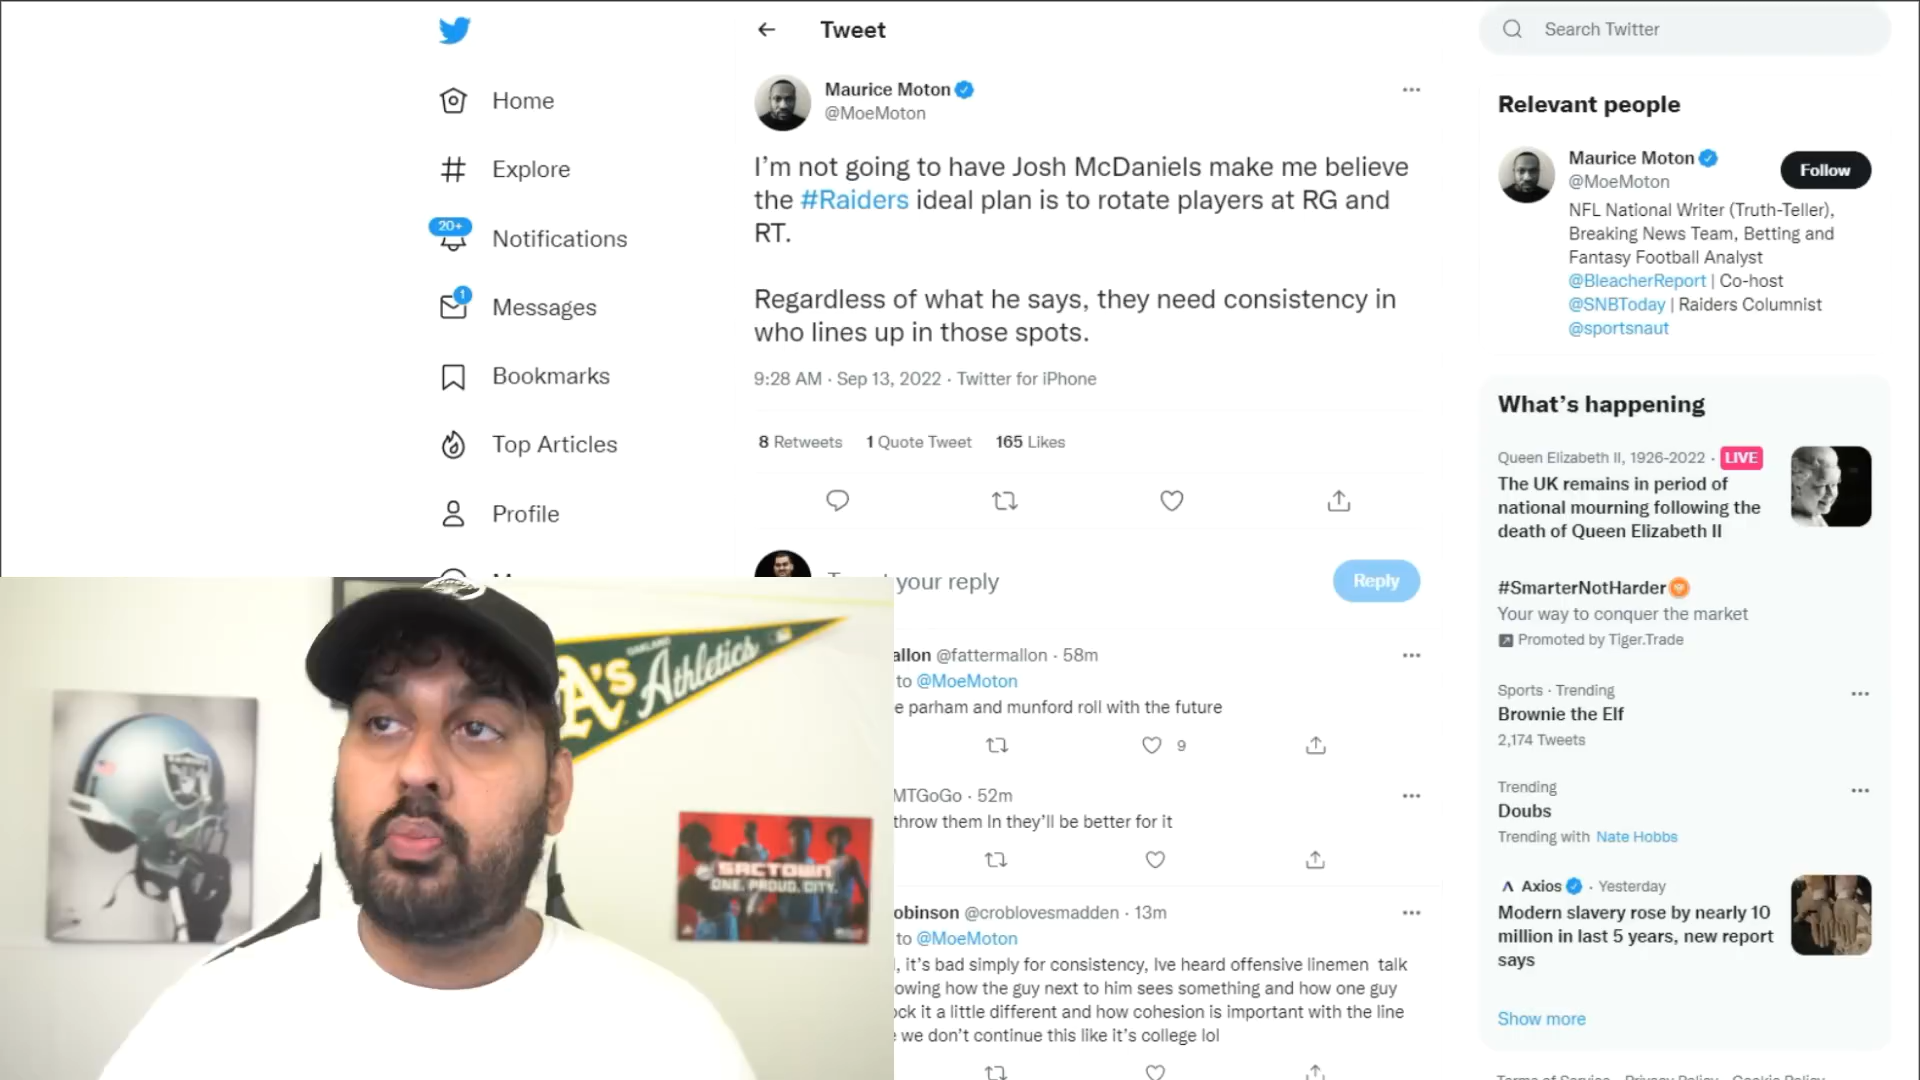 Tweet
Search Twitter
Maurice Moton
@MoeMoton
Home
Explore
20+
Notifications
1
Messages
Bookmarks
Top Articles
Profile
I'm not going to have Josh McDaniels make me believe
the #Raiders ideal plan is to rotate players at RG and
RT.
Regardless of what he says, they need consistency in
who lines up in those spots.
9:28 AM · Sep 13, 2022 · Twitter for iPhone
8 Retweets 1 Quote Tweet 165 Likes
your reply
Reply
allon @fattermallon · 58m
to @MoeMoton
e parham and munford roll with the future
9
MTGoGo · 52m
throw them In they'll be better for it
obinson @croblovesmadden · 13m
to @MoeMoton
, it's bad simply for consistency, Ive heard offensive linemen talk
owing how the guy next to him sees something and how one guy
ock it a little different and how cohesion is important with the line
we don't continue this like it's college lol
Relevant people
Maurice Moton
@MoeMoton
Follow
NFL National Writer (Truth-Teller),
Breaking News Team, Betting and
Fantasy Football Analyst
@BleacherReport | Co-host
@SNBToday | Raiders Columnist
@sportsnaut
What's happening
Queen Elizabeth II, 1926-2022 · LIVE
The UK remains in period of
national mourning following the
death of Queen Elizabeth II
#SmarterNotHarder
Your way to conquer the market
Promoted by Tiger.Trade
Sports · Trending
Brownie the Elf
2,174 Tweets
Trending
Doubs
Trending with Nate Hobbs
Axios · Yesterday
Modern slavery rose by nearly 10
million in last 5 years, new report
says
Show more
Terms of Service Privacy Policy Cookie Policy
OAKLAND
A's Athletics
RAIDERS
SACTOWN
ONE. PROUD. CITY.